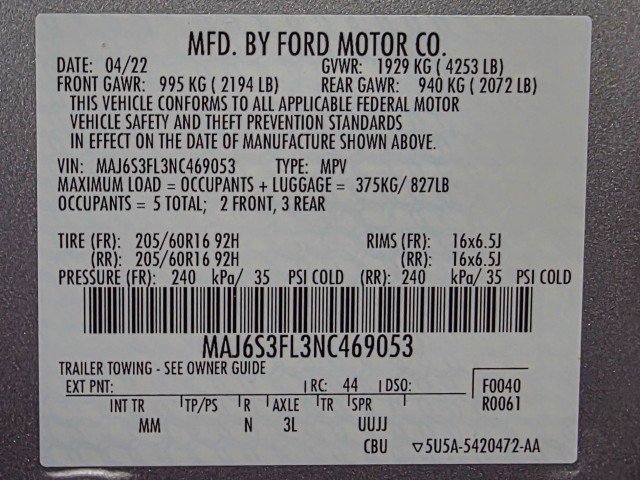 MFD. BY FORD MOTOR CO.
DATE: 04/22 GVWR: 1929 KG ( 4253 LB)
FRONT GAWR: 995 KG ( 2194 LB) REAR GAWR: 940 KG ( 2072 LB)
THIS VEHICLE CONFORMS TO ALL APPLICABLE FEDERAL MOTOR
VEHICLE SAFETY AND THEFT PREVENTION STANDARDS
IN EFFECT ON THE DATE OF MANUFACTURE SHOWN ABOVE.
VIN: MAJ6S3FL3NC469053 TYPE: MPV
MAXIMUM LOAD = OCCUPANTS + LUGGAGE = 375KG/ 827LB
OCCUPANTS = 5 TOTAL; 2 FRONT, 3 REAR
TIRE (FR): 205/60R16 92H RIMS (FR): 16x6.5J
(RR): 205/60R16 92H (RR): 16x6.5J
PRESSURE (FR): 240 kPa/ 35 PSI COLD (RR): 240 kPa/ 35 PSI COLD
MAJ6S3FL3NC469053
TRAILER TOWING - SEE OWNER GUIDE
EXT PNT: RC: 44 DSO: F0040
R0061
INT TR TP/PS R AXLE TR SPR
MM N 3L UUJJ
CBU ▽5U5A-5420472-AA